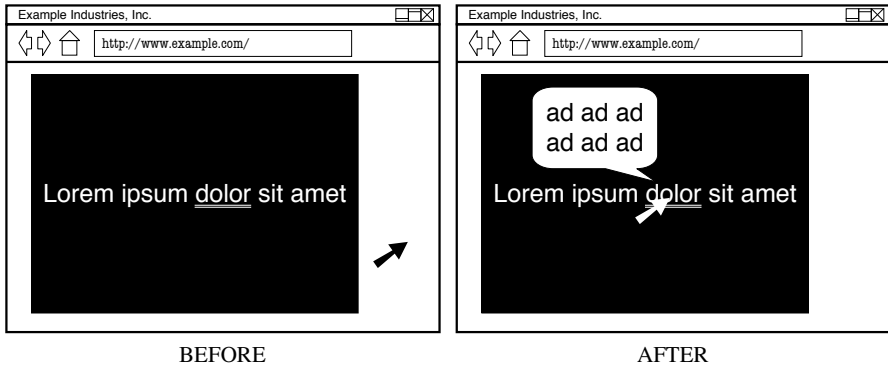 Example Industries, Inc.
http://www.example.com/
Lorem ipsum dolor sit amet
BEFORE
Example Industries, Inc.
http://www.example.com/
ad ad ad
ad ad ad
Lorem ipsum dolor sit amet
AFTER